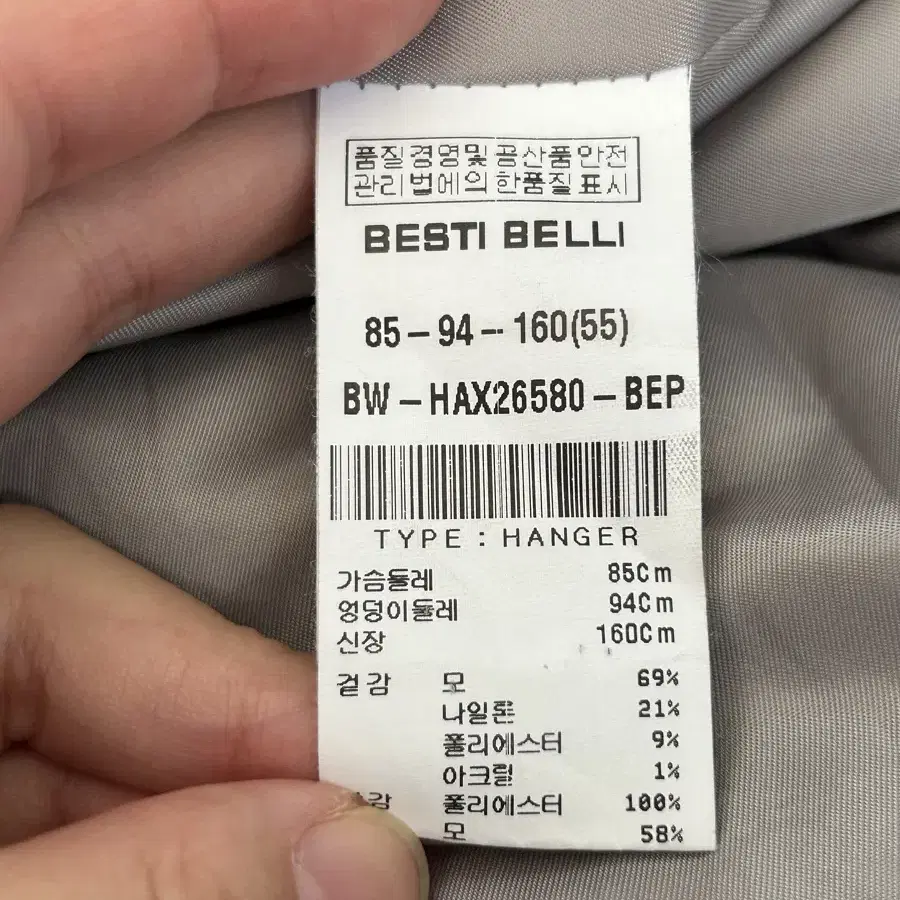 품질경영및 공산품안전
관리법에의 한품질표시
BESTI BELLI
85-94-160(55)
BW-HAX26580-BEP
TYPE : HANGER
가슴둘레 85Cm
엉덩이둘레 94Cm
신장 160Cm
겉감 모 69%
나일론 21%
폴리에스터 9%
아크릴 1%
감 폴리에스터 100%
모 58%